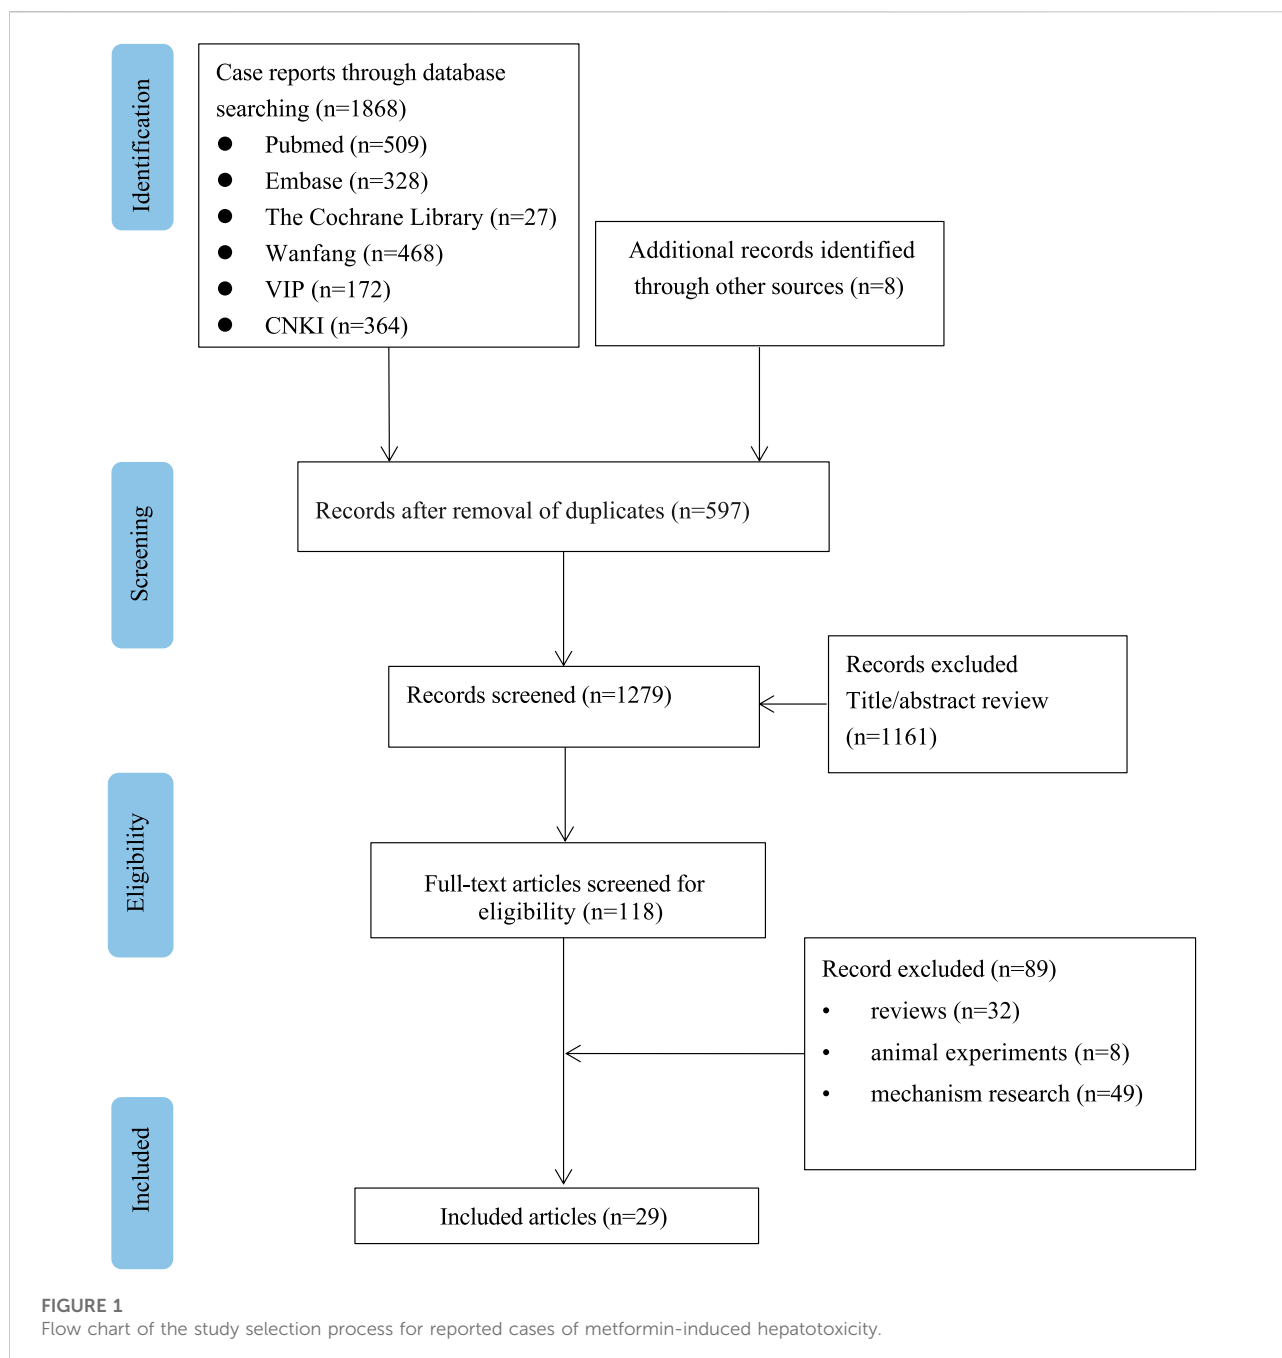 Identification
Case reports through database
searching (n=1868)
● Pubmed (n=509)
● Embase (n=328)
● The Cochrane Library (n=27)
● Wanfang (n=468)
● VIP (n=172)
● CNKI (n=364)
Additional records identified
through other sources (n=8)
Screening
Records after removal of duplicates (n=597)
Records screened (n=1279)
Records excluded
Title/abstract review
(n=1161)
Eligibility
Full-text articles screened for
eligibility (n=118)
Record excluded (n=89)
• reviews (n=32)
• animal experiments (n=8)
• mechanism research (n=49)
Included
Included articles (n=29)
FIGURE 1
Flow chart of the study selection process for reported cases of metformin-induced hepatotoxicity.